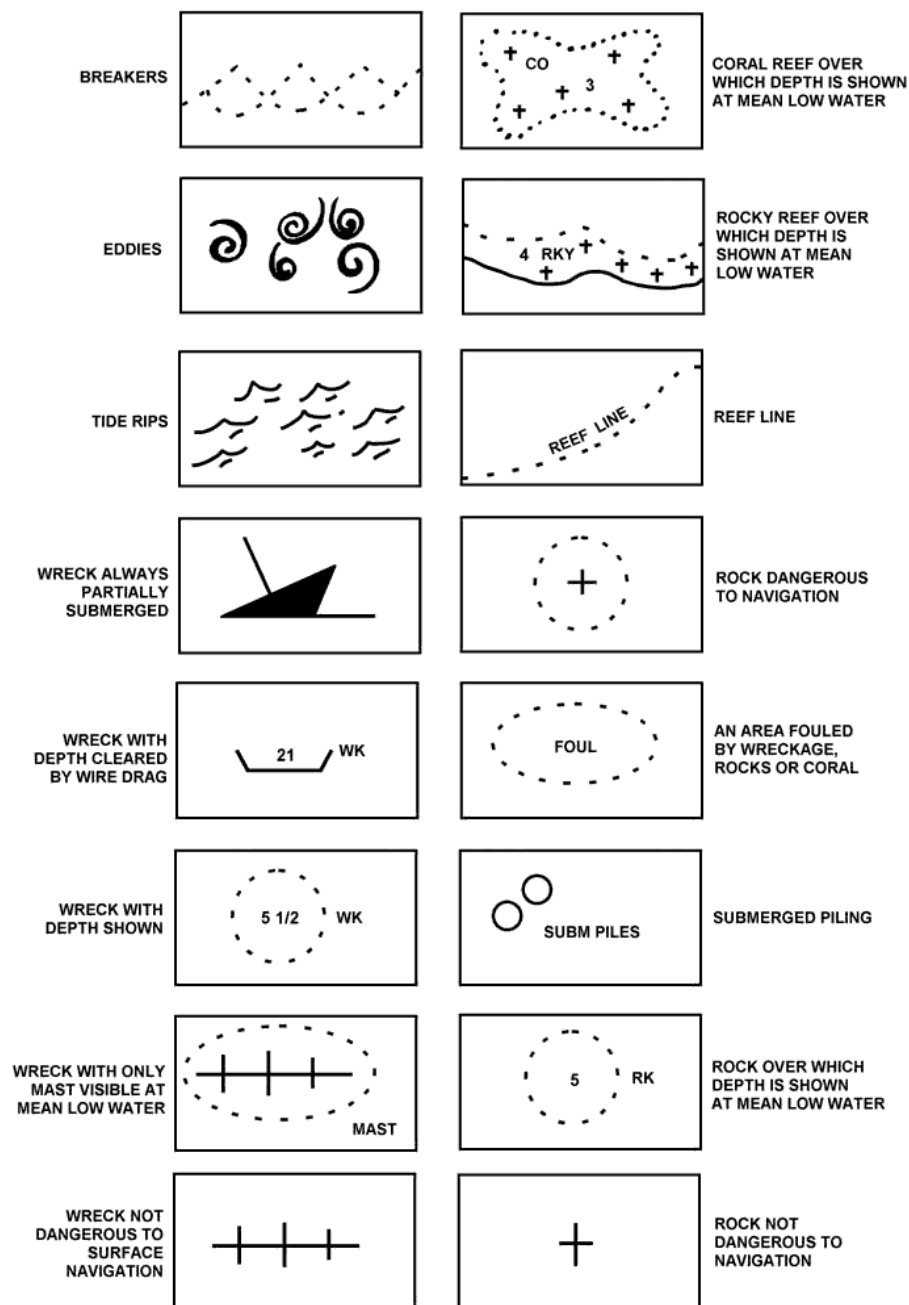 BREAKERS
CO
3
CORAL REEF OVER
WHICH DEPTH IS SHOWN
AT MEAN LOW WATER
EDDIES
4 RKY
ROCKY REEF OVER
WHICH DEPTH IS
SHOWN AT MEAN
LOW WATER
TIDE RIPS
REEF LINE
REEF LINE
WRECK ALWAYS
PARTIALLY
SUBMERGED
ROCK DANGEROUS
TO NAVIGATION
WRECK WITH
DEPTH CLEARED
BY WIRE DRAG
21 WK
FOUL
AN AREA FOULED
BY WRECKAGE,
ROCKS OR CORAL
WRECK WITH
DEPTH SHOWN
5 1/2 WK
SUBM PILES
SUBMERGED PILING
WRECK WITH ONLY
MAST VISIBLE AT
MEAN LOW WATER
MAST
5 RK
ROCK OVER WHICH
DEPTH IS SHOWN
AT MEAN LOW WATER
WRECK NOT
DANGEROUS TO
SURFACE
NAVIGATION
ROCK NOT
DANGEROUS TO
NAVIGATION